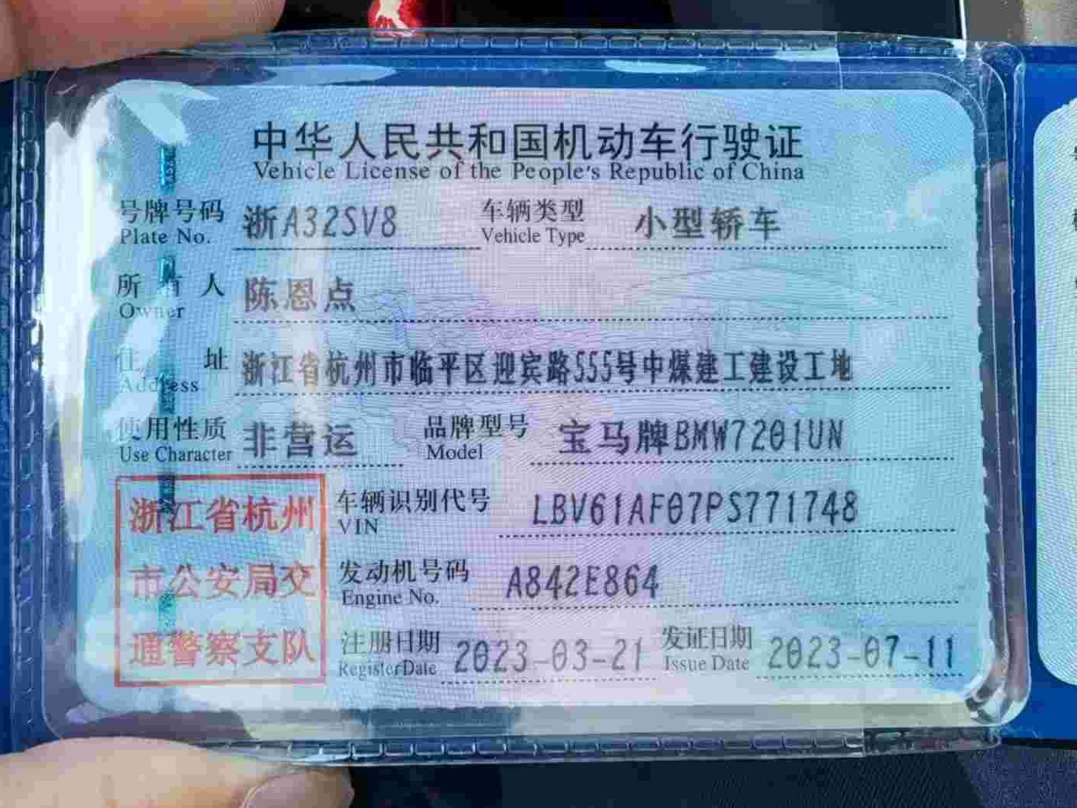 中华人民共和国机动车行驶证
Vehicle License of the People's Republic of China
号牌号码 浙A32SV8 车辆类型 小型轿车
Plate No. Vehicle Type
所有人 陈恩点
Owner
住址 浙江省杭州市临平区迎宾路555号中煤建工建设工地
Address
使用性质 非营运 品牌型号 宝马牌BMW7201UN
Use Character Model
浙江省杭州 车辆识别代号 LBV61AF07PS771748
VIN
市公安局交 发动机号码 A842E864
Engine No.
通警察支队 注册日期 2023-03-21 发证日期 2023-07-11
Register Date Issue Date